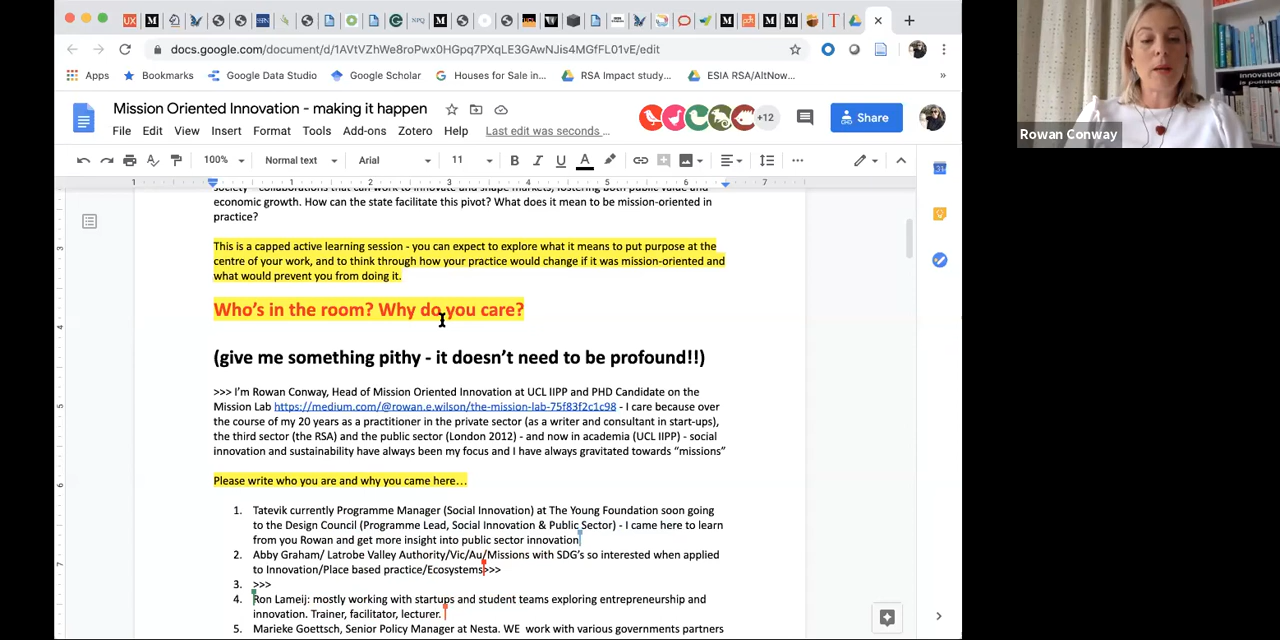 docs.google.com/document/d/1AVtVZhWe8roPwx0HGpq7PXqLE3GAwNJis4MGfFL01vE/edit
Apps
Bookmarks
Google Data Studio
Google Scholar
Houses for Sale in...
RSA Impact study...
ESIA RSA/AltNow...
»
Mission Oriented Innovation - making it happen
+12
Share
File Edit View Insert Format Tools Add-ons Zotero Help Last edit was seconds ...
100% Normal text Arial 11 B I U A
1 1 2 3 4 5 6 7
society - collaborations that can work to innovate and shape markets, fostering both public value and
economic growth. How can the state facilitate this pivot? What does it mean to be mission-oriented in
practice?
This is a capped active learning session - you can expect to explore what it means to put purpose at the
centre of your work, and to think through how your practice would change if it was mission-oriented and
what would prevent you from doing it.
Who's in the room? Why do you care?
(give me something pithy - it doesn't need to be profound!!)
>>> I'm Rowan Conway, Head of Mission Oriented Innovation at UCL IIPP and PHD Candidate on the
Mission Lab https://medium.com/@rowan.e.wilson/the-mission-lab-75f83f2c1c98 - I care because over
the course of my 20 years as a practitioner in the private sector (as a writer and consultant in start-ups),
the third sector (the RSA) and the public sector (London 2012) - and now in academia (UCL IIPP) - social
innovation and sustainability have always been my focus and I have always gravitated towards "missions"
Please write who you are and why you came here...
1. Tatevik currently Programme Manager (Social Innovation) at The Young Foundation soon going
to the Design Council (Programme Lead, Social Innovation & Public Sector) - I came here to learn
from you Rowan and get more insight into public sector innovation
2. Abby Graham/ Latrobe Valley Authority/Vic/Au/Missions with SDG's so interested when applied
to Innovation/Place based practice/Ecosystems>>>
3. >>>
4. Ron Lameij: mostly working with startups and student teams exploring entrepreneurship and
innovation. Trainer, facilitator, lecturer.
5. Marieke Goettsch, Senior Policy Manager at Nesta. WE work with various governments partners
3
4
5
6
7
31
Rowan Conway
innovation